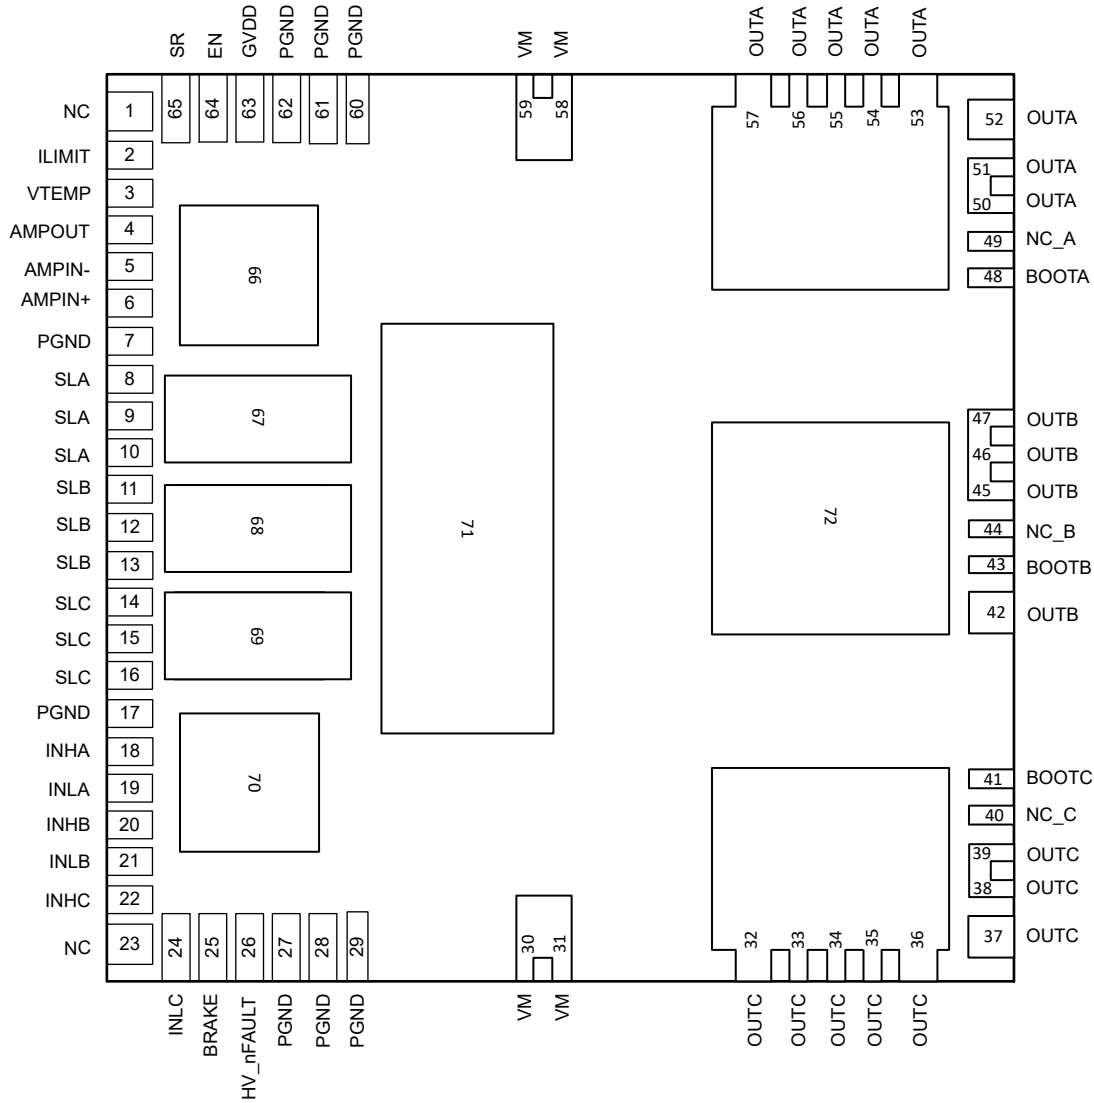 SR
EN
GVDD
PGND
PGND
PGND
VM
VM
OUTA
OUTA
OUTA
OUTA
OUTA
65
64
63
62
61
60
59
58
57
56
55
54
53
NC 1
ILIMIT 2
VTEMP 3
AMPOUT 4
AMPIN- 5
AMPIN+ 6
PGND 7
SLA 8
SLA 9
SLA 10
SLB 11
SLB 12
SLB 13
SLC 14
SLC 15
SLC 16
PGND 17
INHA 18
INLA 19
INHB 20
INLB 21
INHC 22
NC 23
66
67
68
69
70
71
72
52 OUTA
51 OUTA
50 OUTA
49 NC_A
48 BOOTA
47 OUTB
46 OUTB
45 OUTB
44 NC_B
43 BOOTB
42 OUTB
41 BOOTC
40 NC_C
39 OUTC
38 OUTC
37 OUTC
24
25
26
27
28
29
30
31
32
33
34
35
36
INLC
BRAKE
HV_nFAULT
PGND
PGND
PGND
VM
VM
OUTC
OUTC
OUTC
OUTC
OUTC